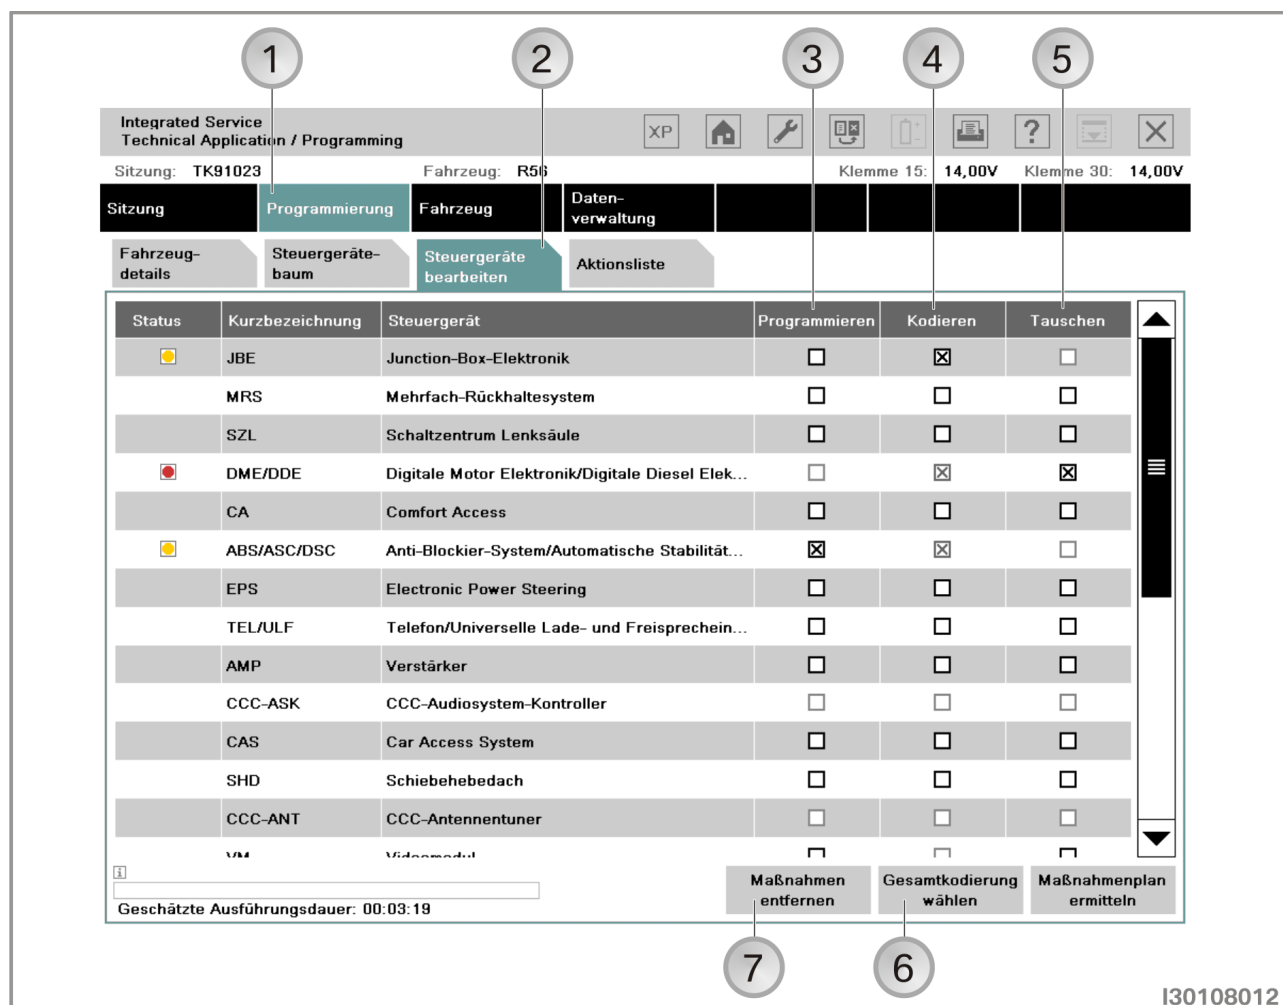 1 2 3 4 5
Integrated Service
Technical Application / Programming
XP ?
Sitzung: TK91023 Fahrzeug: R56 Klemme 15: 14,00V Klemme 30: 14,00V
Sitzung Programmierung Fahrzeug Daten-
verwaltung
Fahrzeug-
details
Steuergeräte-
baum
Steuergeräte
bearbeiten
Aktionsliste
Status Kurzbezeichnung Steuergerät Programmieren Kodieren Tauschen
JBE Junction-Box-Elektronik
MRS Mehrfach-Rückhaltesystem
SZL Schaltzentrum Lenksäule
DME/DDE Digitale Motor Elektronik/Digitale Diesel Elek...
CA Comfort Access
ABS/ASC/DSC Anti-Blockier-System/Automatische Stabilität...
EPS Electronic Power Steering
TEL/ULF Telefon/Universelle Lade- und Freisprechein...
AMP Verstärker
CCC-ASK CCC-Audiosystem-Kontroller
CAS Car Access System
SHD Schiebehebedach
CCC-ANT CCC-Antennentuner
VM Videomodul
i
Geschätzte Ausführungsdauer: 00:03:19
Maßnahmen
entfernen
Gesamtkodierung
wählen
Maßnahmenplan
ermitteln
7 6
I30108012